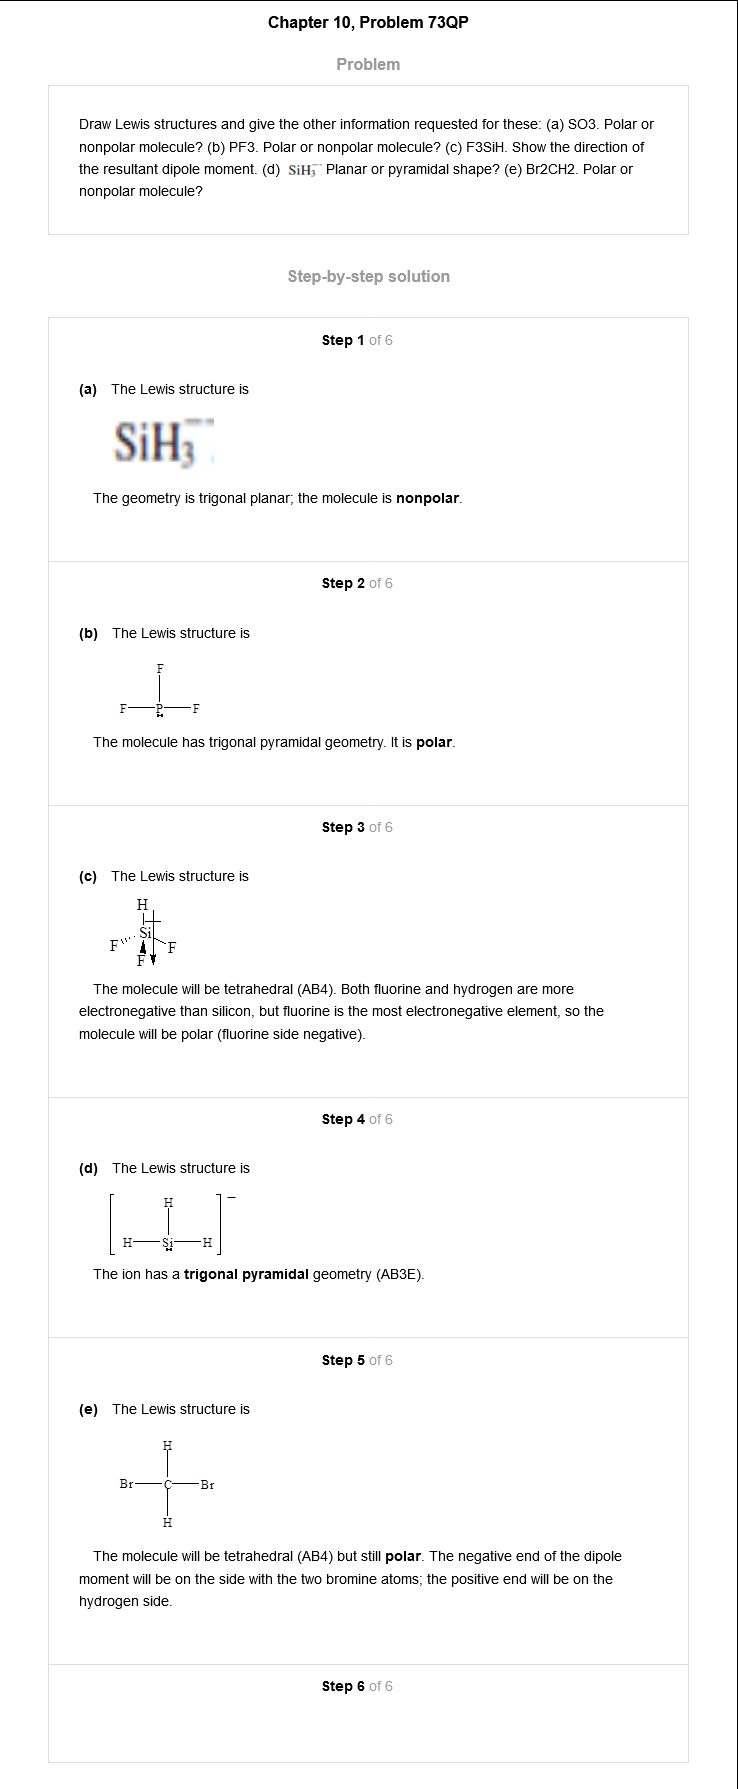 Chapter 10, Problem 73QP
Problem
Draw Lewis structures and give the other information requested for these: (a) SO3. Polar or
nonpolar molecule? (b) PF3. Polar or nonpolar molecule? (c) F3SiH. Show the direction of
the resultant dipole moment. (d) SiH3⁻ Planar or pyramidal shape? (e) Br2CH2. Polar or
nonpolar molecule?
Step-by-step solution
Step 1 of 6
(a) The Lewis structure is
SiH3⁻
The geometry is trigonal planar; the molecule is nonpolar.
Step 2 of 6
(b) The Lewis structure is
F
F P F
The molecule has trigonal pyramidal geometry. It is polar.
Step 3 of 6
(c) The Lewis structure is
H
Si
F F
F
The molecule will be tetrahedral (AB4). Both fluorine and hydrogen are more
electronegative than silicon, but fluorine is the most electronegative element, so the
molecule will be polar (fluorine side negative).
Step 4 of 6
(d) The Lewis structure is
H
H Si H
The ion has a trigonal pyramidal geometry (AB3E).
Step 5 of 6
(e) The Lewis structure is
H
Br C Br
H
The molecule will be tetrahedral (AB4) but still polar. The negative end of the dipole
moment will be on the side with the two bromine atoms; the positive end will be on the
hydrogen side.
Step 6 of 6